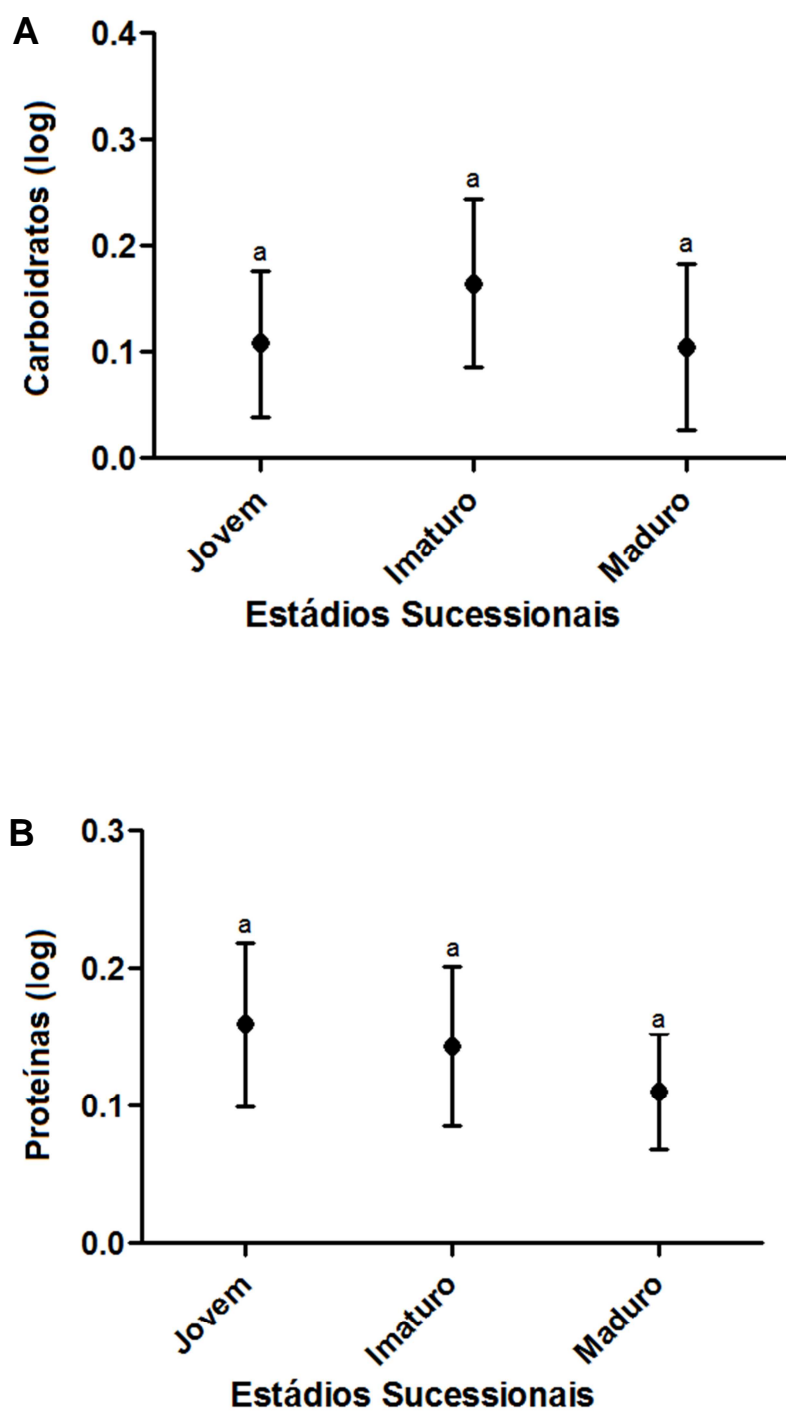 A
Carboidratos (log)
0.4
0.3
0.2
0.1
0.0
a
a
a
Jovem
Imaturo
Maduro
Estádios Sucessionais
B
Proteínas (log)
0.3
0.2
0.1
0.0
a
a
a
Jovem
Imaturo
Maduro
Estádios Sucessionais